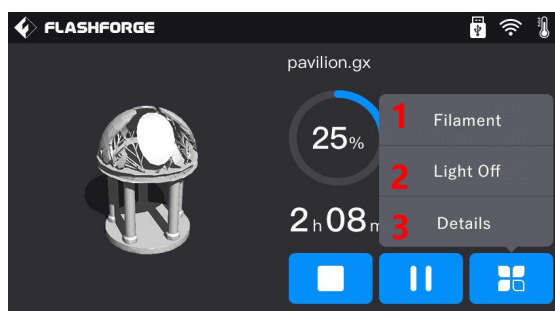 FLASHFORGE
pavilion.gx
25%
1 Filament
2 Light Off
2h08m
3 Details